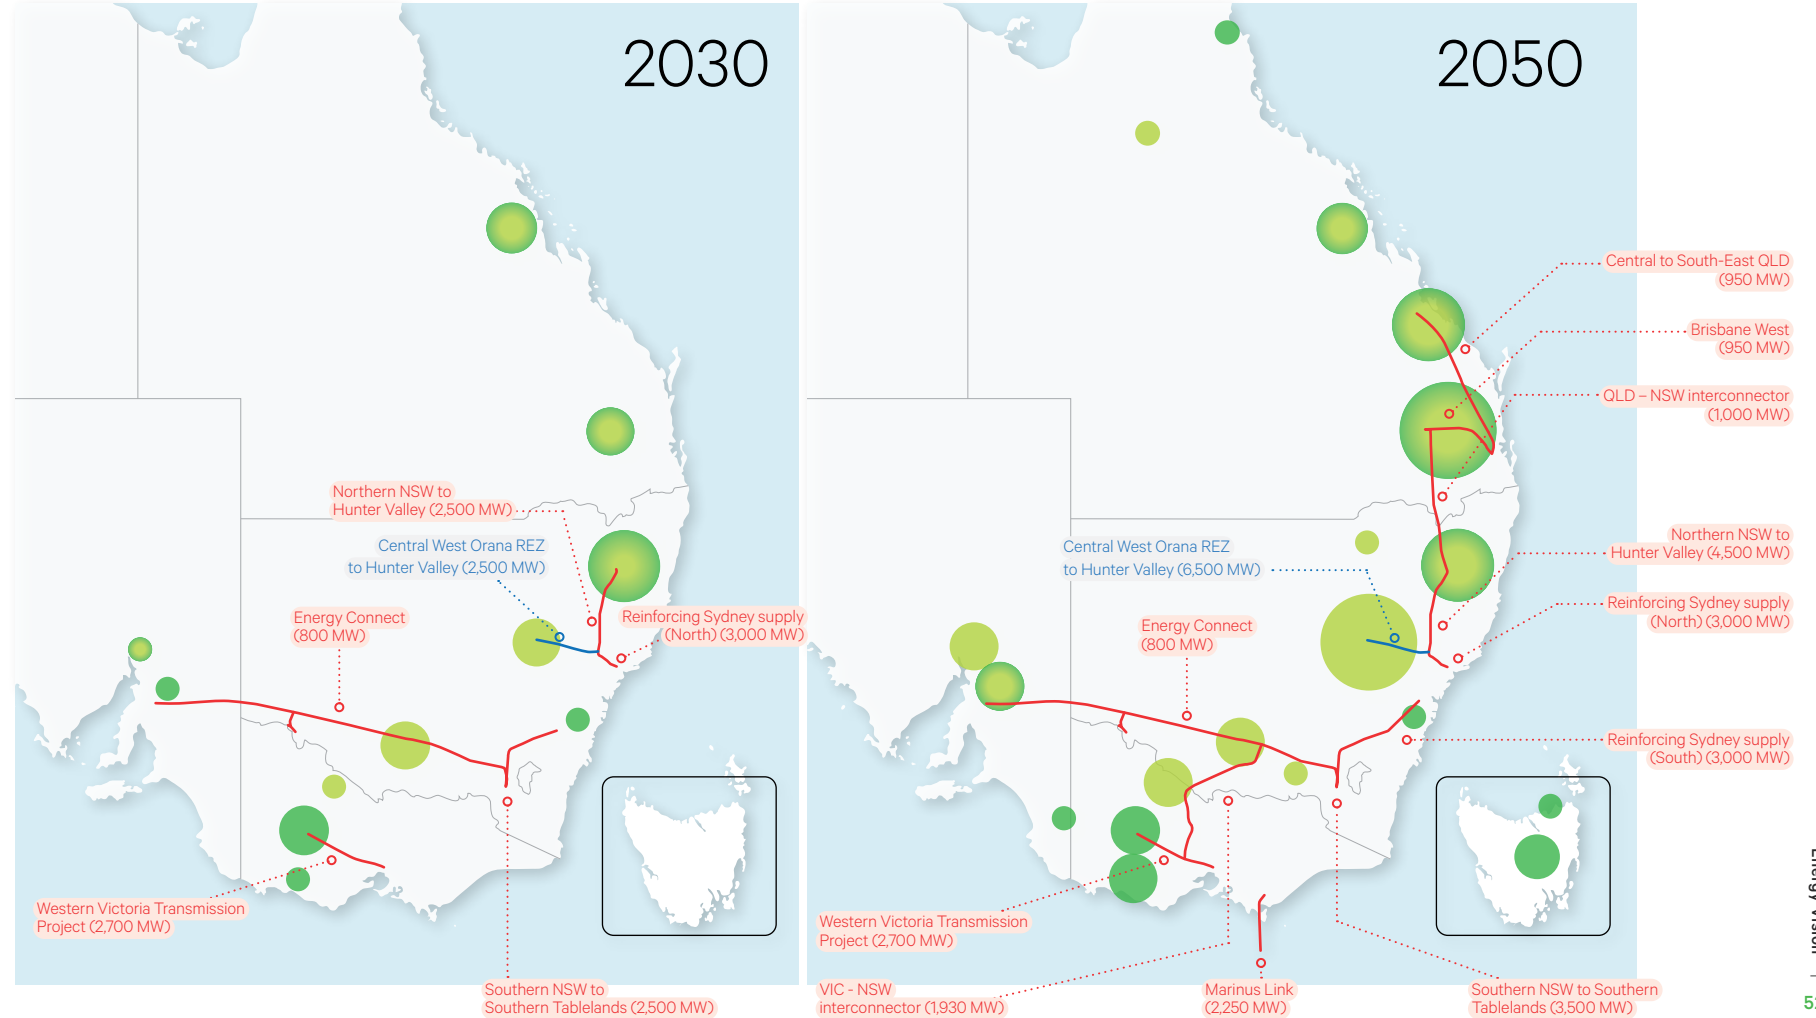 2030
Northern NSW to
Hunter Valley (2,500 MW)
Central West Orana REZ
to Hunter Valley (2,500 MW)
Energy Connect
(800 MW)
Reinforcing Sydney supply
(North) (3,000 MW)
Western Victoria Transmission
Project (2,700 MW)
Southern NSW to
Southern Tablelands (2,500 MW)
2050
Central to South-East QLD
(950 MW)
Brisbane West
(950 MW)
QLD – NSW interconnector
(1,000 MW)
Northern NSW to
Hunter Valley (4,500 MW)
Central West Orana REZ
to Hunter Valley (6,500 MW)
Reinforcing Sydney supply
(North) (3,000 MW)
Energy Connect
(800 MW)
Reinforcing Sydney supply
(South) (3,000 MW)
Western Victoria Transmission
Project (2,700 MW)
VIC - NSW
interconnector (1,930 MW)
Marinus Link
(2,250 MW)
Southern NSW to Southern
Tablelands (3,500 MW)